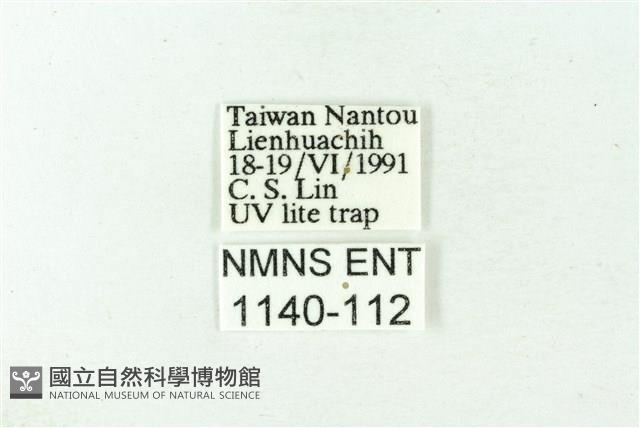 Taiwan Nantou
Lienhuachih
18-19/VI/1991
C. S. Lin
UV lite trap
NMNS ENT
1140-112
國立自然科學博物館
NATIONAL MUSEUM OF NATURAL SCIENCE